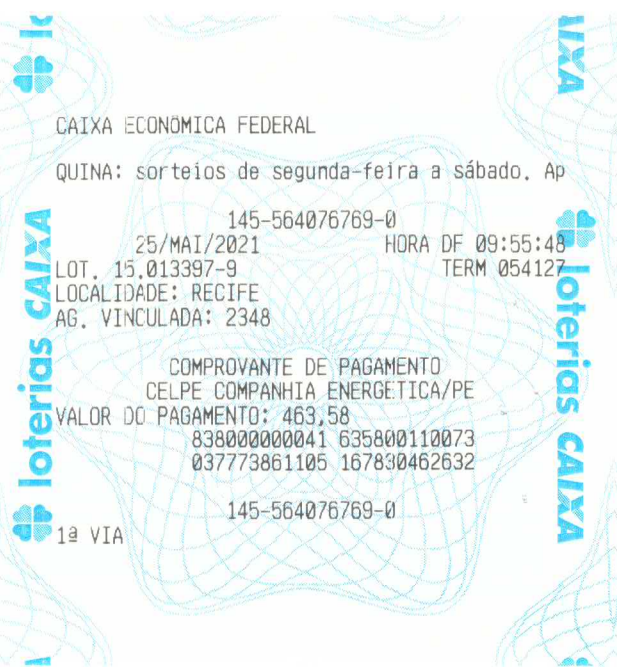 CAIXA ECONÔMICA FEDERAL
QUINA: sorteios de segunda-feira a sábado. Ap
145-564076769-0
25/MAI/2021 HORA DF 09:55:48
LOT. 15.013397-9 TERM 054127
LOCALIDADE: RECIFE
AG. VINCULADA: 2348
COMPROVANTE DE PAGAMENTO
CELPE COMPANHIA ENERGETICA/PE
VALOR DO PAGAMENTO: 463,58
838000000041 635800110073
037773861105 167830462632
145-564076769-0
1ª VIA
loterias CAIXA
loterias CAIXA
lo
AIXA